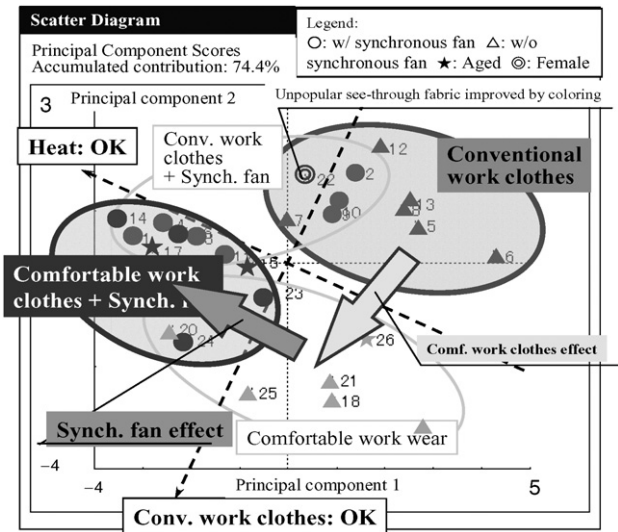 Scatter Diagram
Legend:
O: w/ synchronous fan △: w/o
synchronous fan ★: Aged ◎: Female
Principal Component Scores
Accumulated contribution: 74.4%
3
Principal component 2
Unpopular see-through fabric improved by coloring
Heat: OK
Conv. work
clothes
+ Synch. fan
Conventional
work clothes
12
22
2
13
10
9
7
5
6
14
4
17
Comfortable work
clothes + Synch. f
23
20
24
26
Comf. work clothes effect
21
25
18
Synch. fan effect
Comfortable work wear
-4
-4
Principal component 1
5
Conv. work clothes: OK